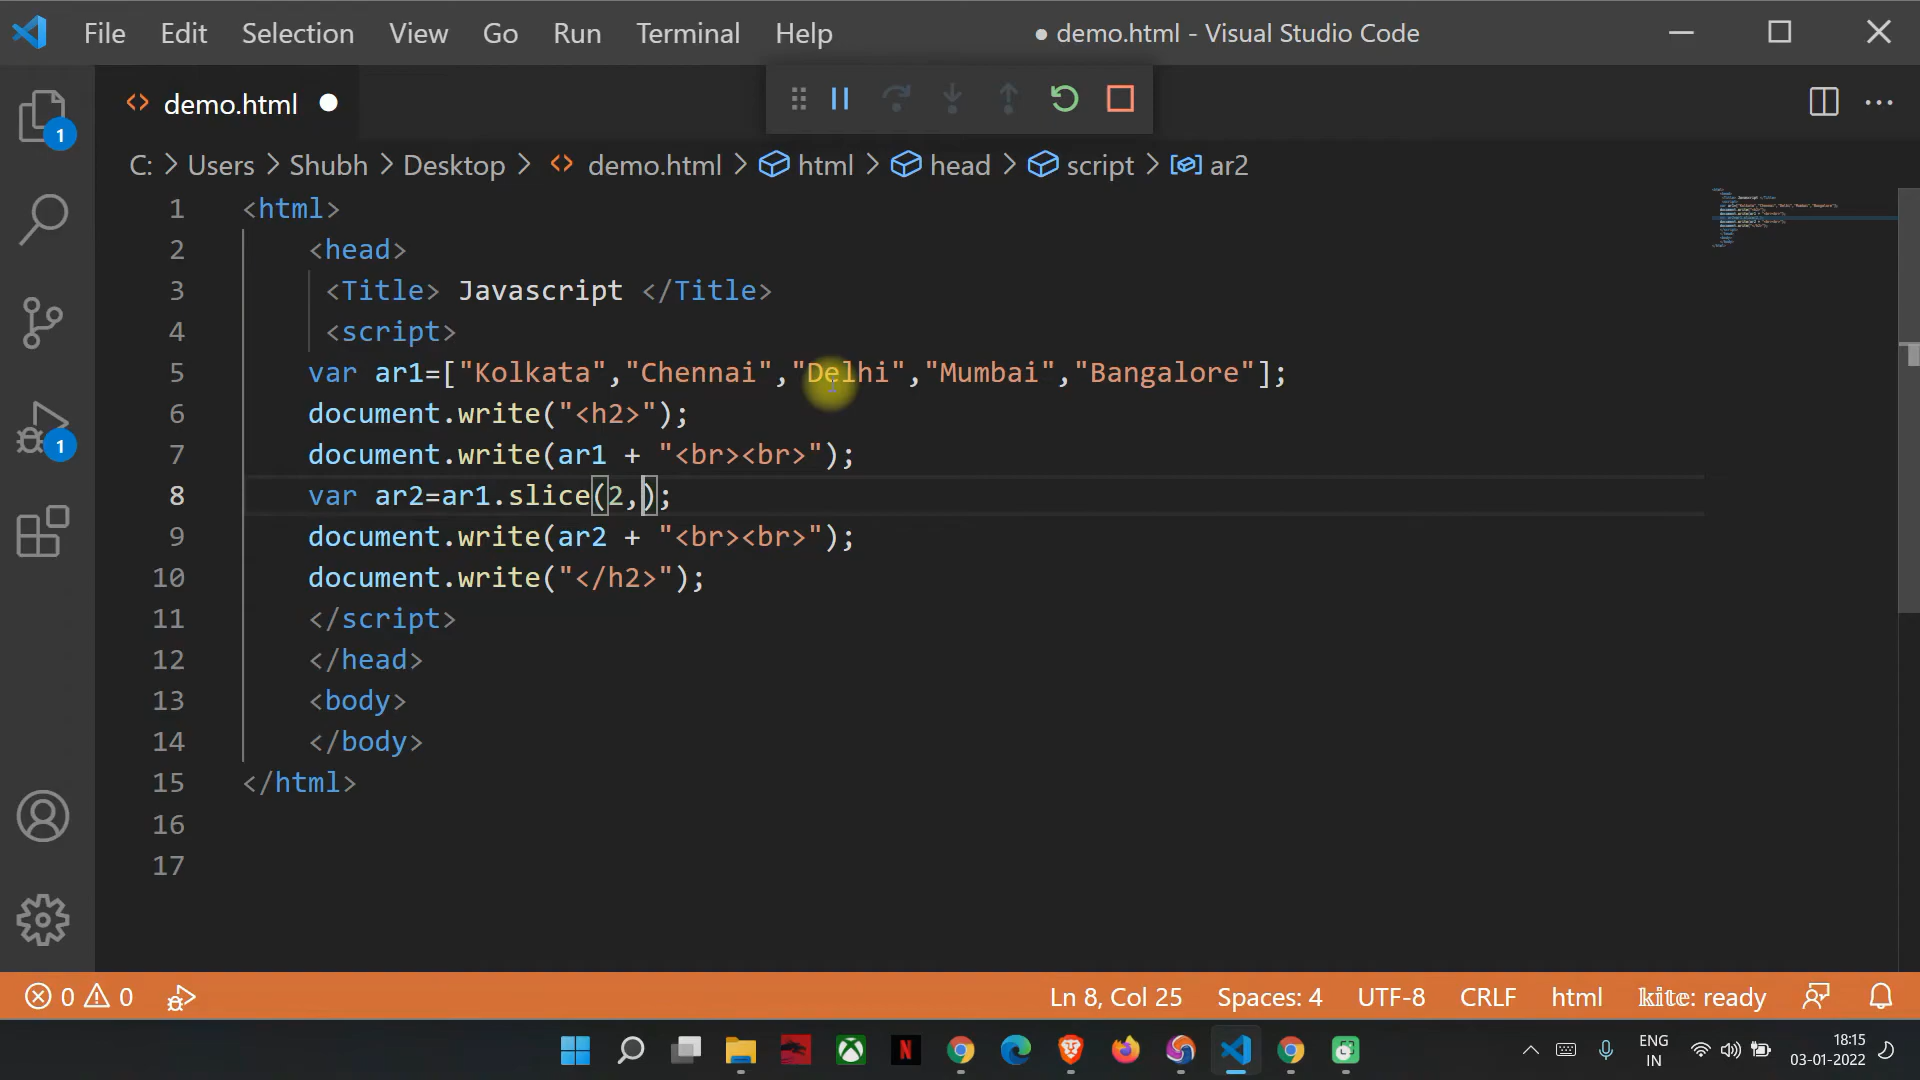 File Edit Selection View Go Run Terminal Help ● demo.html - Visual Studio Code
demo.html
C: > Users > Shubh > Desktop > demo.html > html > head > script > ar2
1 <html>
2 <head>
3 <Title> Javascript </Title>
4 <script>
5 var ar1=["Kolkata","Chennai","Delhi","Mumbai","Bangalore"];
6 document.write("<h2>");
7 document.write(ar1 + "<br><br>");
8 var ar2=ar1.slice(2,);
9 document.write(ar2 + "<br><br>");
10 document.write("</h2>");
11 </script>
12 </head>
13 <body>
14 </body>
15 </html>
16
17
1
1
0 0 Ln 8, Col 25 Spaces: 4 UTF-8 CRLF html kite: ready
N ENG 18:15
IN 03-01-2022